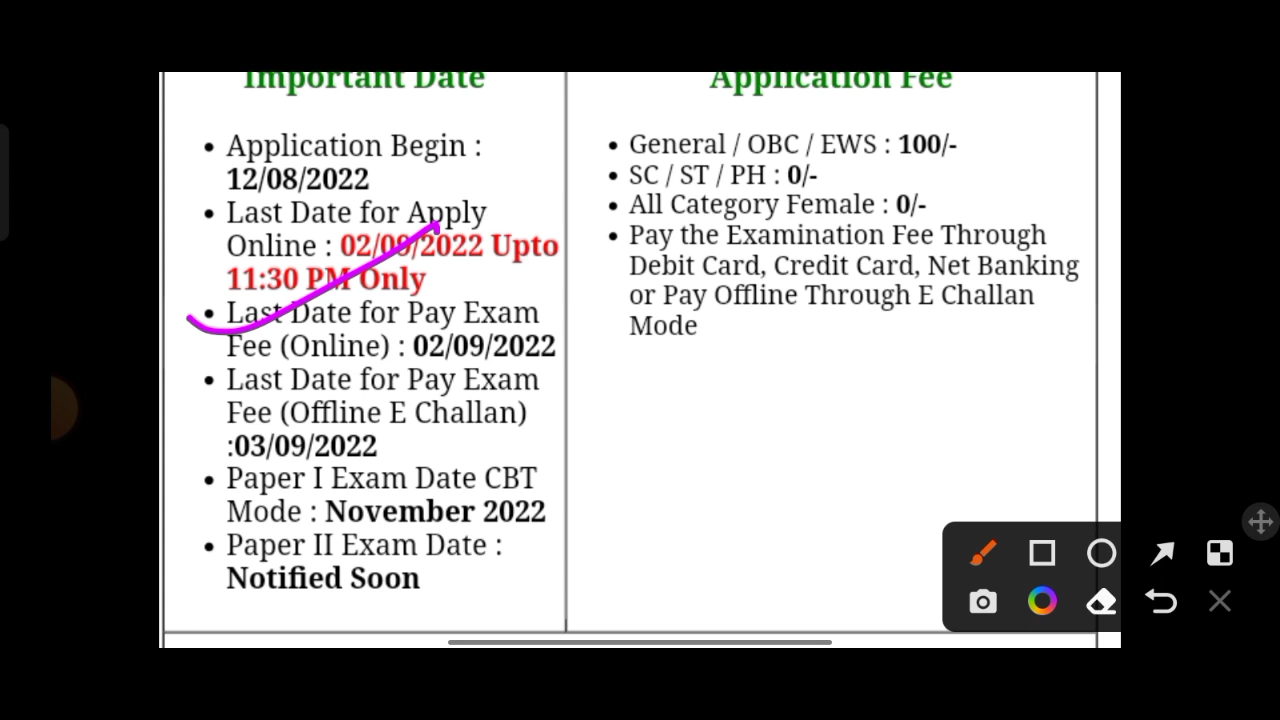 Important Date
Application Begin :
12/08/2022
Last Date for Apply
Online : 02/09/2022 Upto
11:30 PM Only
Last Date for Pay Exam
Fee (Online) : 02/09/2022
Last Date for Pay Exam
Fee (Offline E Challan)
:03/09/2022
Paper I Exam Date CBT
Mode : November 2022
Paper II Exam Date :
Notified Soon
Application Fee
General / OBC / EWS : 100/-
SC / ST / PH : 0/-
All Category Female : 0/-
Pay the Examination Fee Through
Debit Card, Credit Card, Net Banking
or Pay Offline Through E Challan
Mode